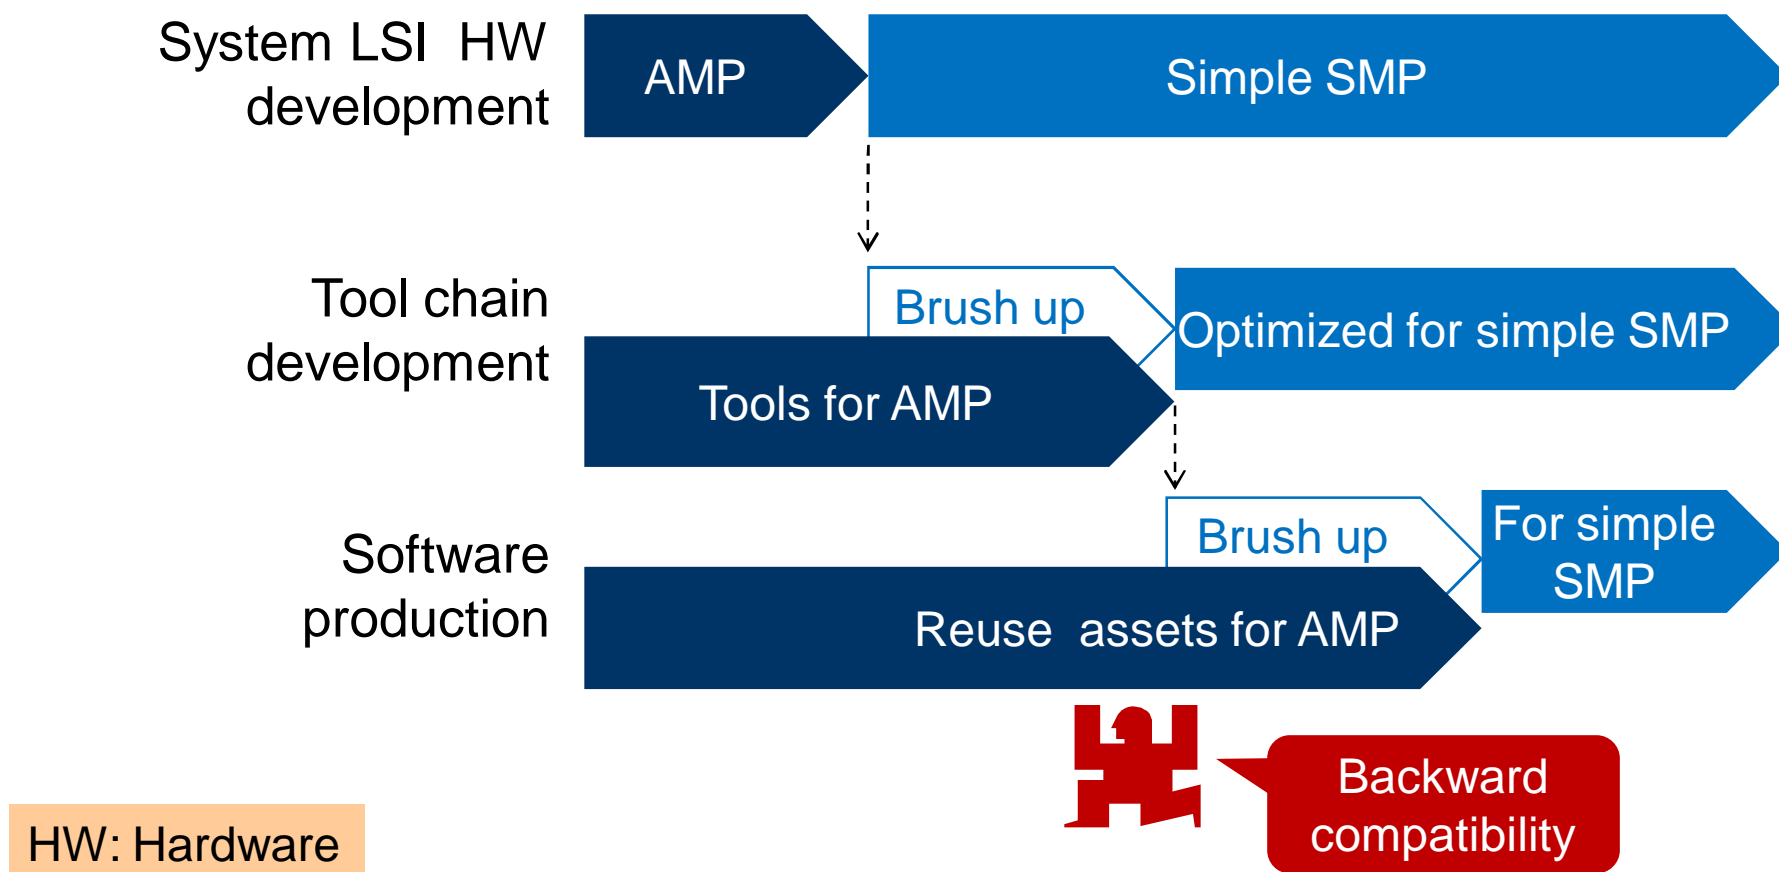 System LSI  HW
development
AMP
Simple SMP
Tool chain
development
Brush up
Optimized for simple SMP
Tools for AMP
Software
production
Brush up
For simple
SMP
Reuse  assets for AMP
Backward
compatibility
HW: Hardware